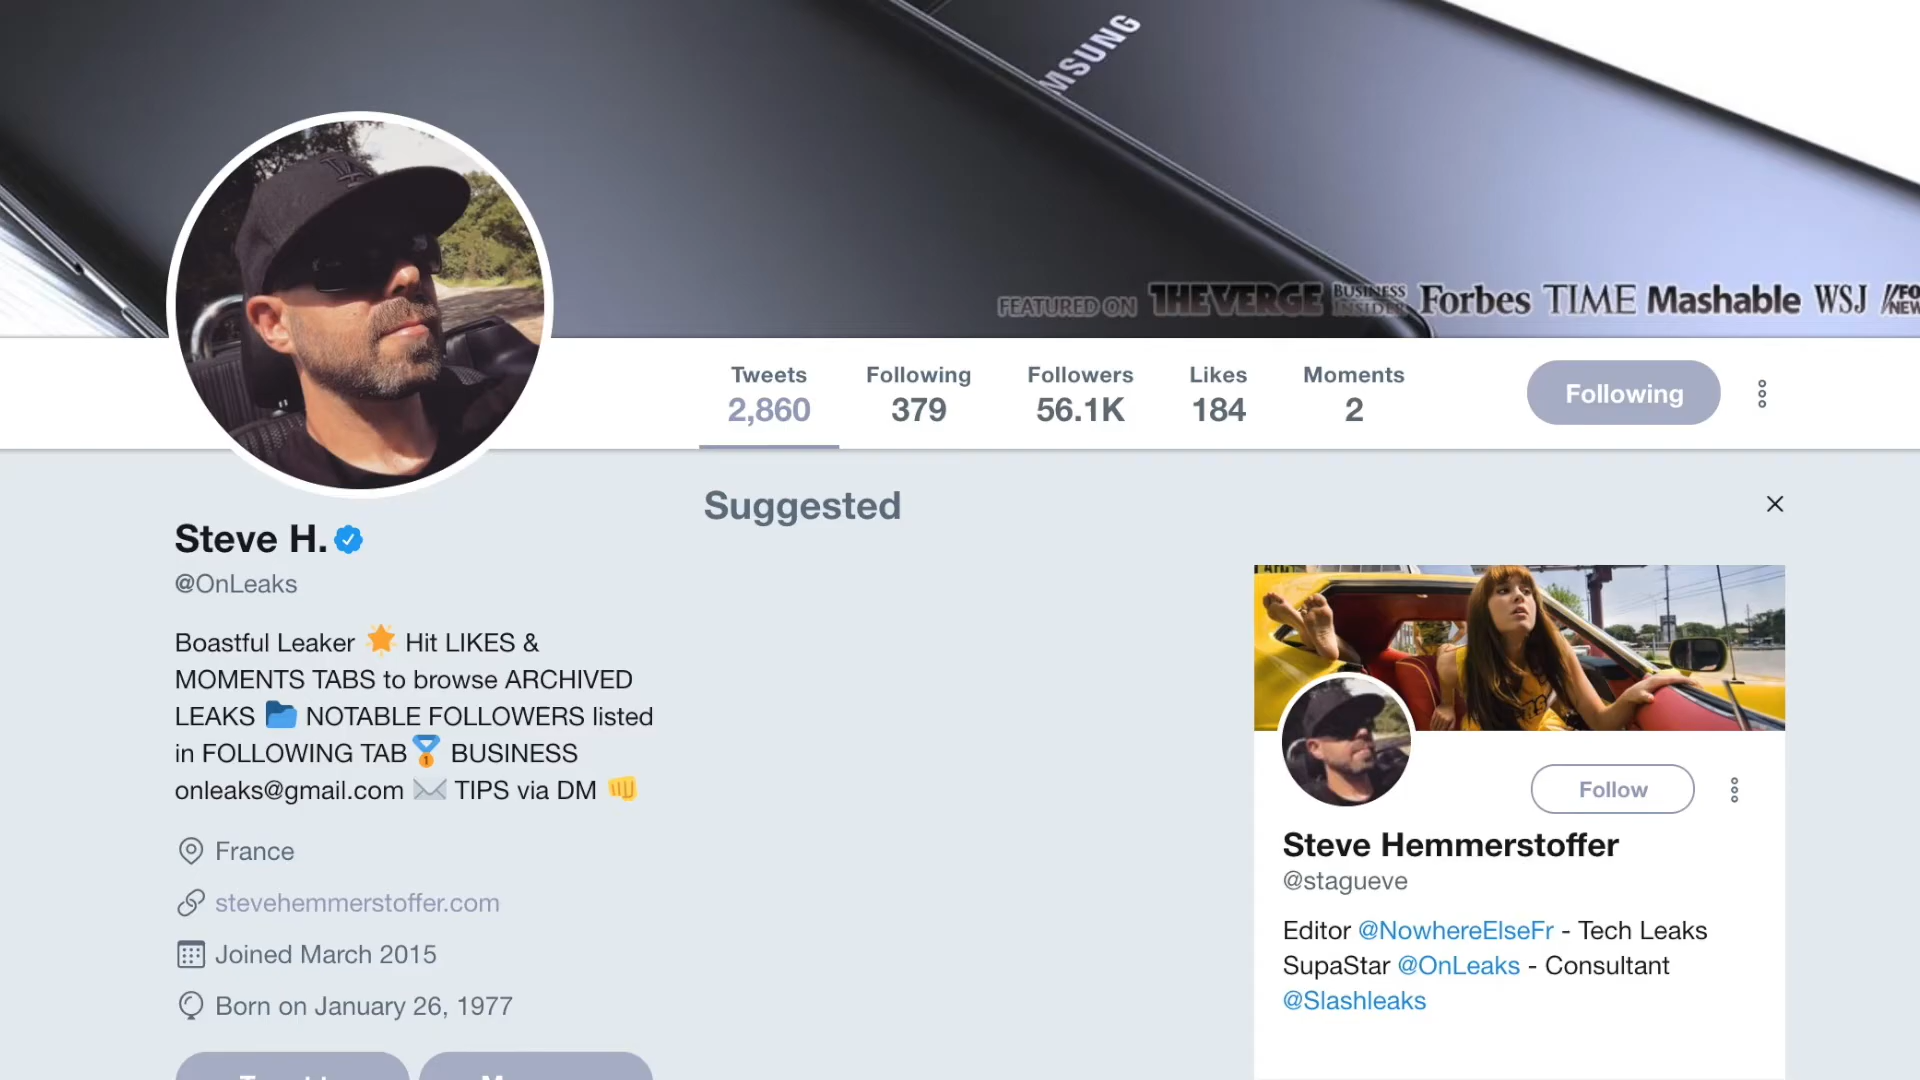 MSUNG
FEATURED ON THE VERGE BUSINESS INSIDER Forbes TIME Mashable WSJ
Tweets Following Followers Likes Moments
2,860 379 56.1K 184 2
Following
Suggested
Steve H.
@OnLeaks
Boastful Leaker 🌟 Hit LIKES &
MOMENTS TABS to browse ARCHIVED
LEAKS 📂 NOTABLE FOLLOWERS listed
in FOLLOWING TAB🏅 BUSINESS
onleaks@gmail.com ✉️ TIPS via DM 👊
France
stevehemmerstoffer.com
Joined March 2015
Born on January 26, 1977
Follow
Steve Hemmerstoffer
@stagueve
Editor @NowhereElseFr - Tech Leaks
SupaStar @OnLeaks - Consultant
@Slashleaks